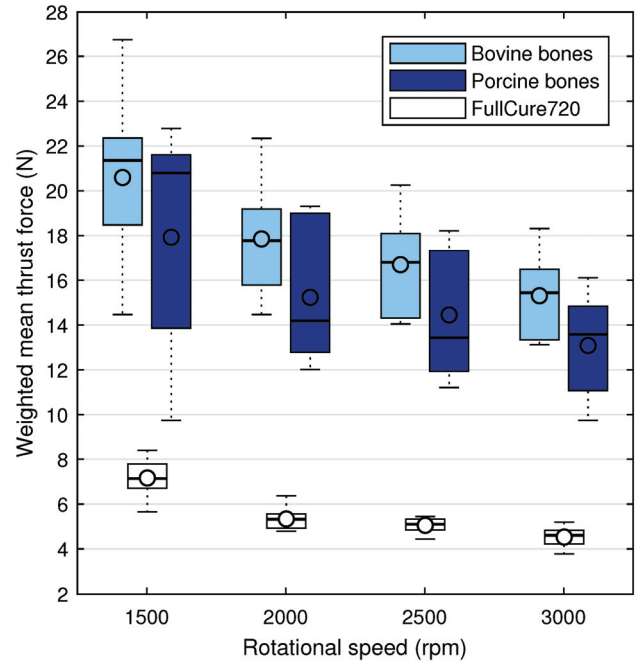 28
26
24
22
20
18
16
14
12
10
8
6
4
2
Weighted mean thrust force (N)
Bovine bones
Porcine bones
FullCure720
1500 2000 2500 3000
Rotational speed (rpm)